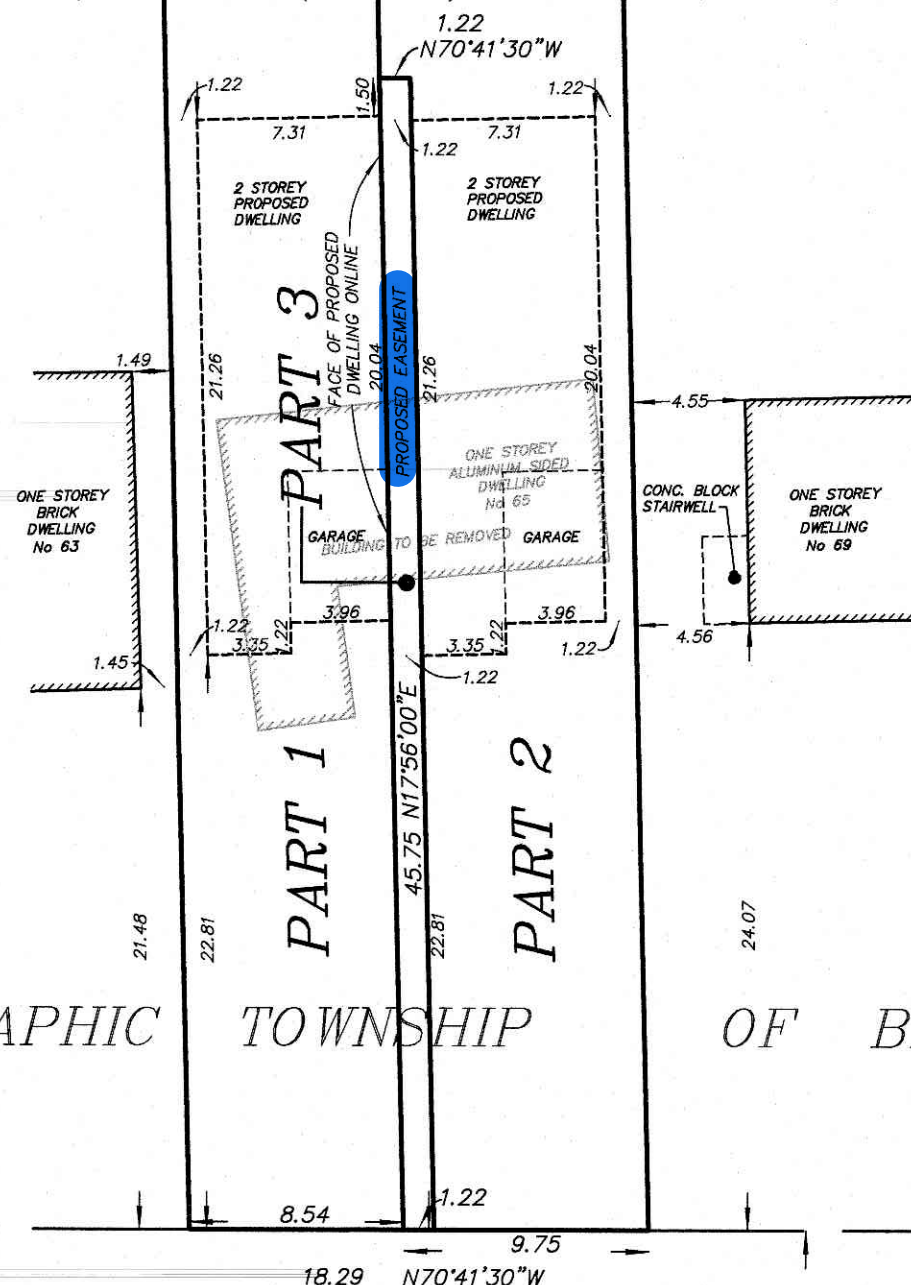 1.22
N70°41'30"W
1.22
1.50
1.22
7.31
1.22
7.31
2 STOREY
PROPOSED
DWELLING
2 STOREY
PROPOSED
DWELLING
PART 3
FACE OF PROPOSED
DWELLING ONLINE
PROPOSED EASEMENT
1.49
21.26
20.04
21.26
20.04
4.55
ONE STOREY
ALUMINUM SIDED
DWELLING
No 65
CONC. BLOCK
STAIRWELL
ONE STOREY
BRICK
DWELLING
No 63
ONE STOREY
BRICK
DWELLING
No 69
GARAGE
BUILDING TO BE REMOVED
GARAGE
3.96
3.96
1.22
3.35
1.22
3.35
1.22
1.22
4.56
1.45
1.22
45.75 N17°56'00"E
PART 1
PART 2
21.48
22.81
22.81
24.07
APHIC TOWNSHIP OF
8.54
1.22
9.75
18.29 N70°41'30"W